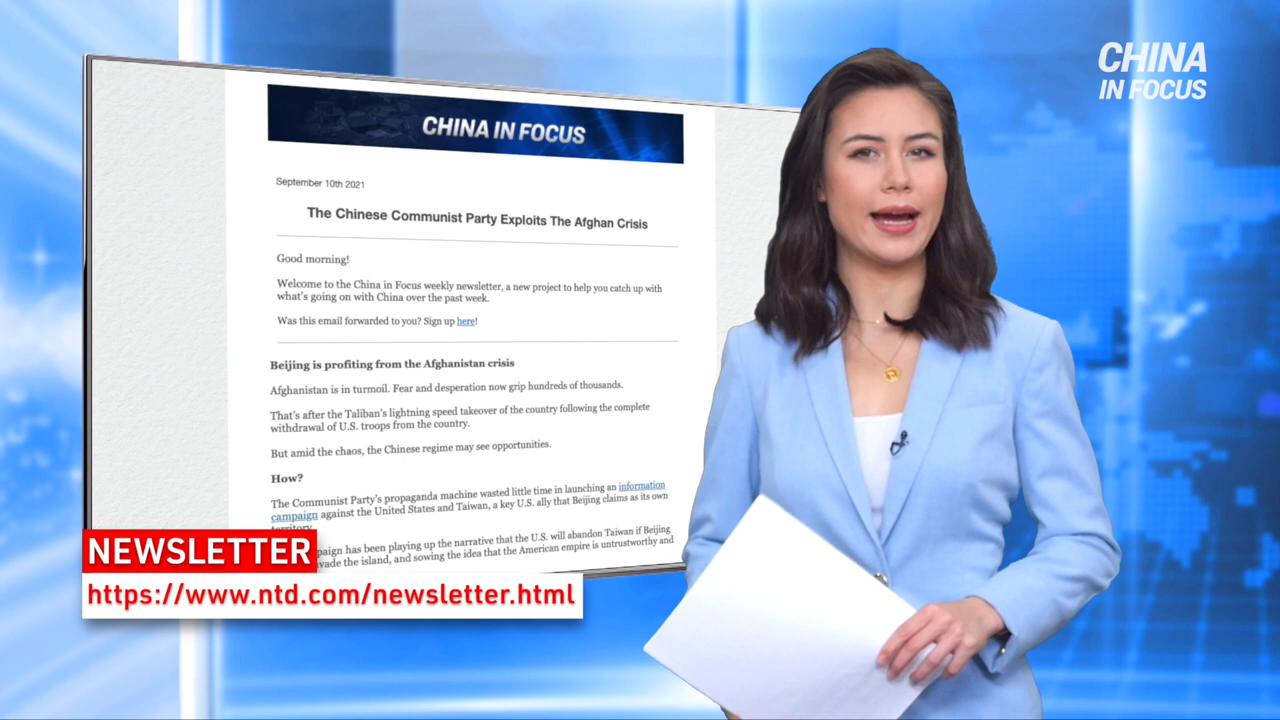 CHINA
IN FOCUS
CHINA IN FOCUS
September 10th 2021
The Chinese Communist Party Exploits The Afghan Crisis
Good morning!
Welcome to the China in Focus weekly newsletter, a new project to help you catch up with
what's going on with China over the past week.
Was this email forwarded to you? Sign up here!
Beijing is profiting from the Afghanistan crisis
Afghanistan is in turmoil. Fear and desperation now grip hundreds of thousands.
That's after the Taliban's lightning speed takeover of the country following the complete
withdrawal of U.S. troops from the country.
But amid the chaos, the Chinese regime may see opportunities.
How?
The Communist Party's propaganda machine wasted little time in launching an information
campaign against the United States and Taiwan, a key U.S. ally that Beijing claims as its own
territory.
paign has been playing up the narrative that the U.S. will abandon Taiwan if Beijing
vade the island, and sowing the idea that the American empire is untrustworthy and
NEWSLETTER
https://www.ntd.com/newsletter.html